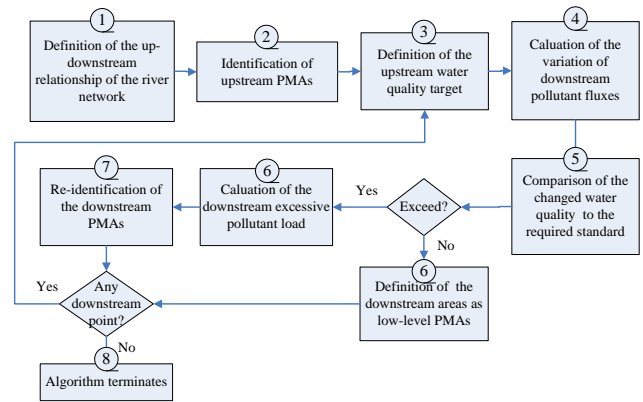 1
Definition of the up-
downstream
relationship of the river
network
2
Identification of
upstream PMAs
3
Definition of the
upstream water
quality target
4
Caluation of the
variation of
downstream
pollutant fluxes
5
Comparison of the
changed water
quality to the
required standard
Exceed?
Yes
No
6
Caluation of the
downstream excessive
pollutant load
7
Re-identification of
the downstream
PMAs
6
Definition of the
downstream areas as
low-level PMAs
Any
downstream
point?
Yes
No
8
Algorithm terminates